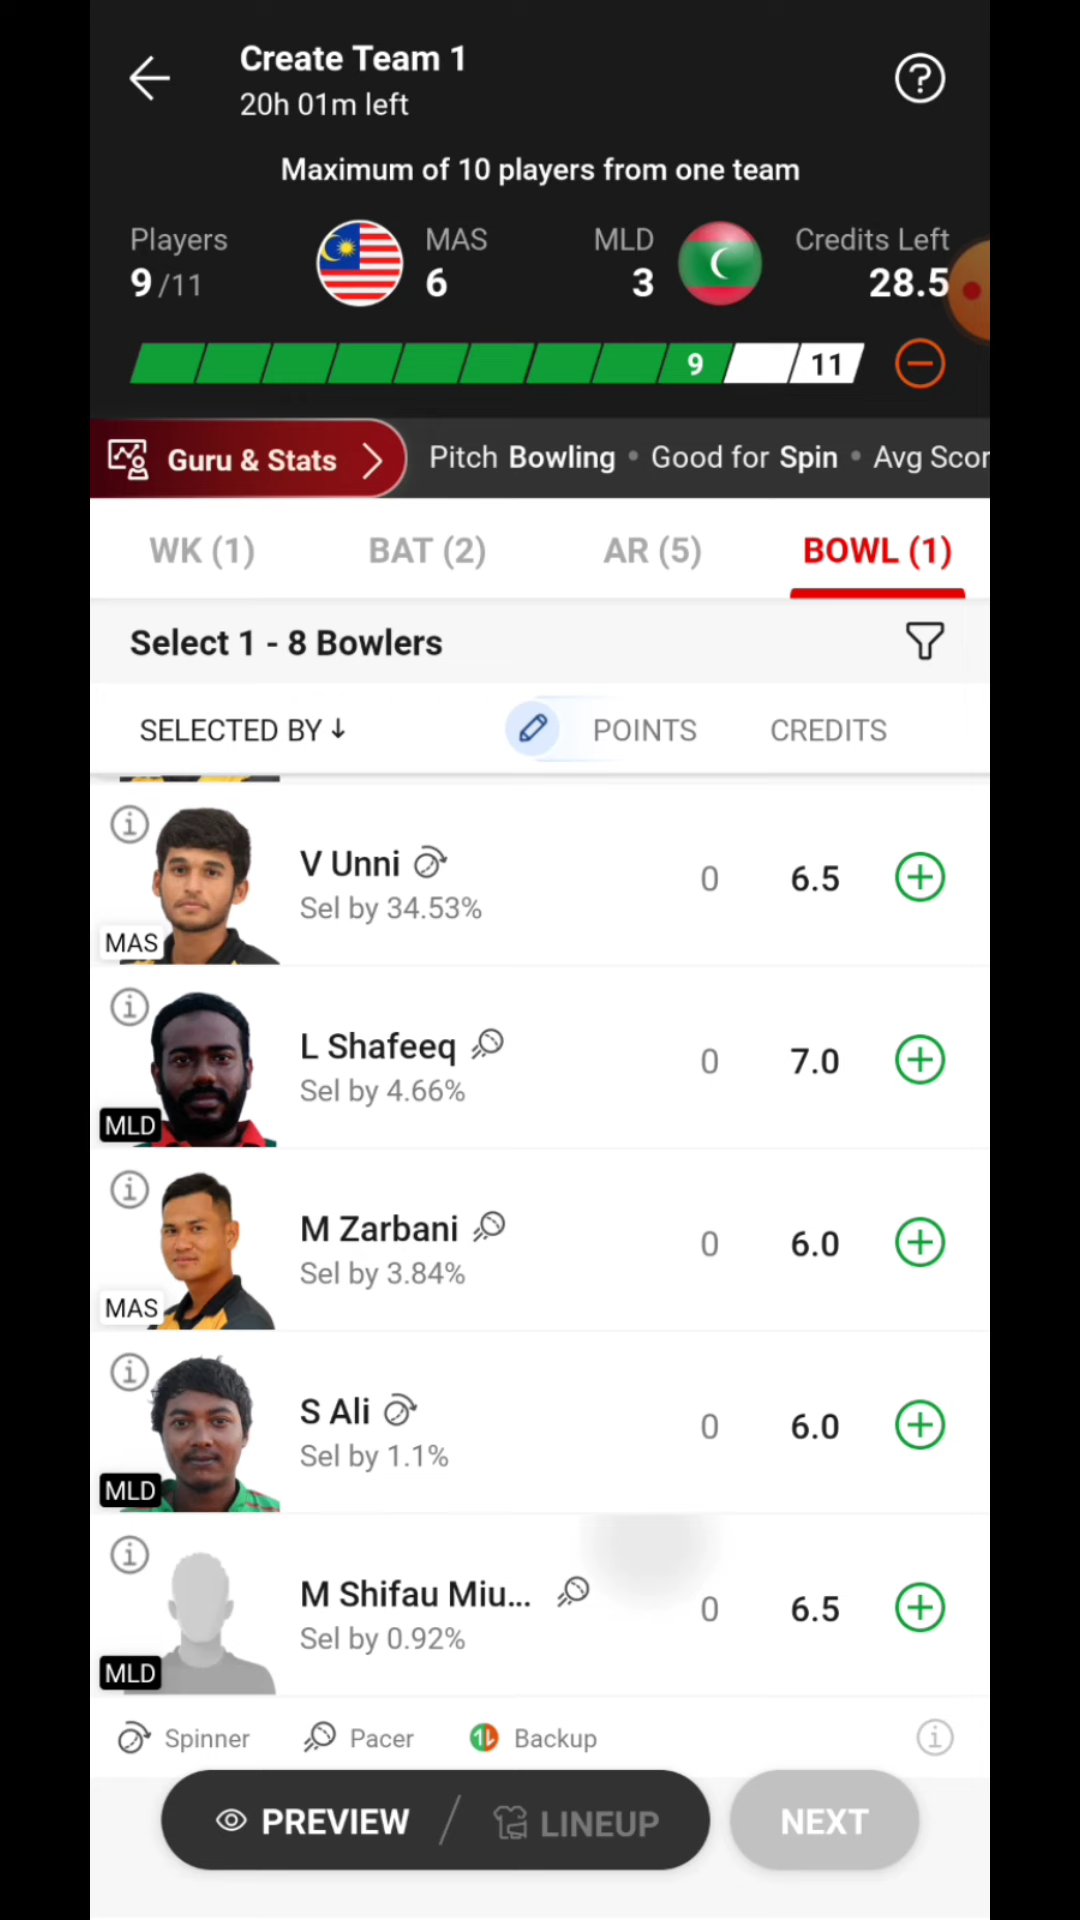 Create Team 1
20h 01m left
Maximum of 10 players from one team
Players MAS MLD Credits Left
9/11 6 3 28.5
9 11
Guru & Stats Pitch Bowling • Good for Spin • Avg Scor
WK (1) BAT (2) AR (5) BOWL (1)
Select 1 - 8 Bowlers
SELECTED BY ↓ POINTS CREDITS
V Unni
Sel by 34.53%
0 6.5
MAS
L Shafeeq
Sel by 4.66%
0 7.0
MLD
M Zarbani
Sel by 3.84%
0 6.0
MAS
S Ali
Sel by 1.1%
0 6.0
MLD
M Shifau Miu...
Sel by 0.92%
0 6.5
MLD
Spinner Pacer Backup
PREVIEW / LINEUP NEXT